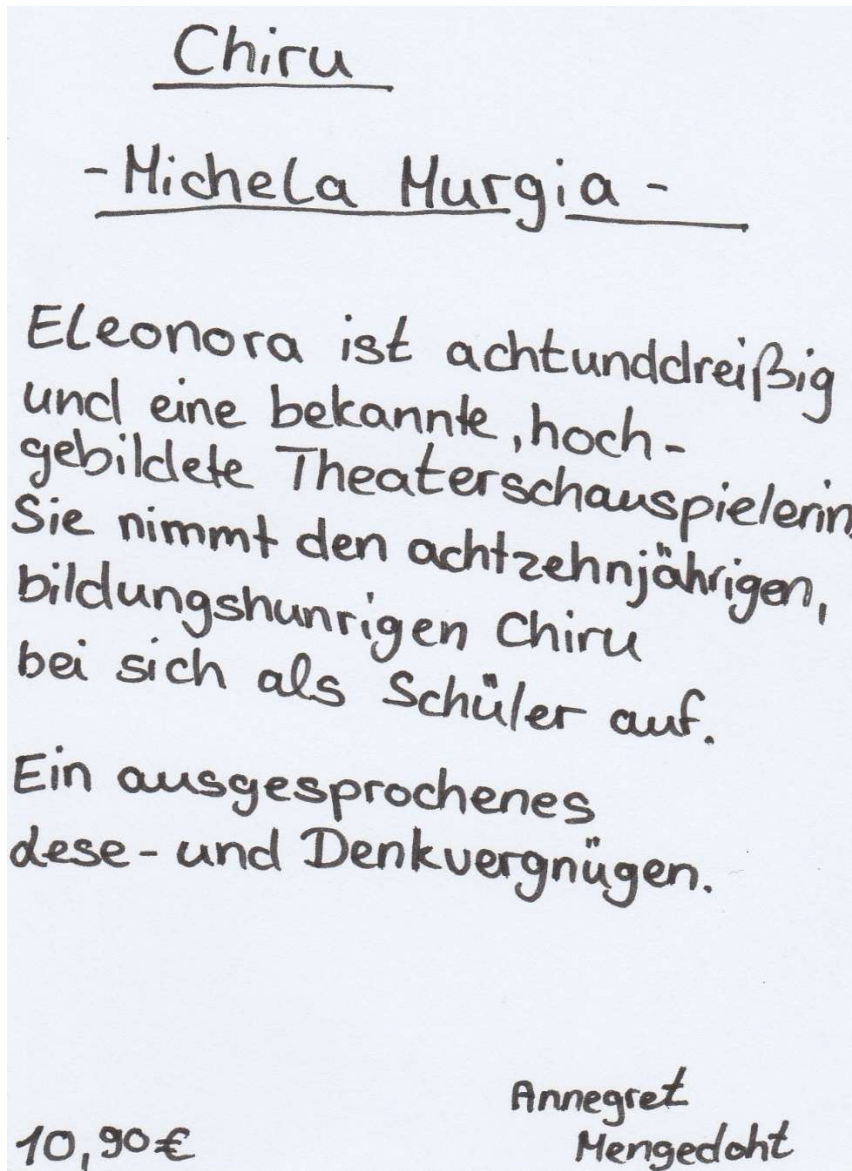 Chiru
- Michela Murgia -
Eleonora ist achtunddreißig
und eine bekannte, hoch-
gebildete Theaterschauspielerin.
Sie nimmt den achtzehnjährigen,
bildungshunrigen Chiru
bei sich als Schüler auf.
Ein ausgesprochenes
Lese- und Denkvergnügen.
Annegret
10,90€ Mengedoht